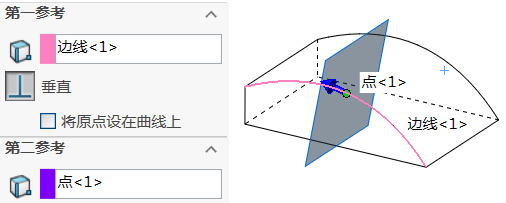 第一参考
边线<1>
垂直
将原点设在曲线上
第二参考
点<1>
点<1>
边线<1>